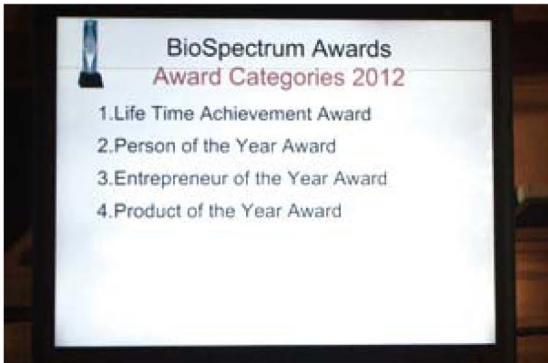 BioSpectrum Awards
Award Categories 2012
1.Life Time Achievement Award
2.Person of the Year Award
3.Entrepreneur of the Year Award
4.Product of the Year Award